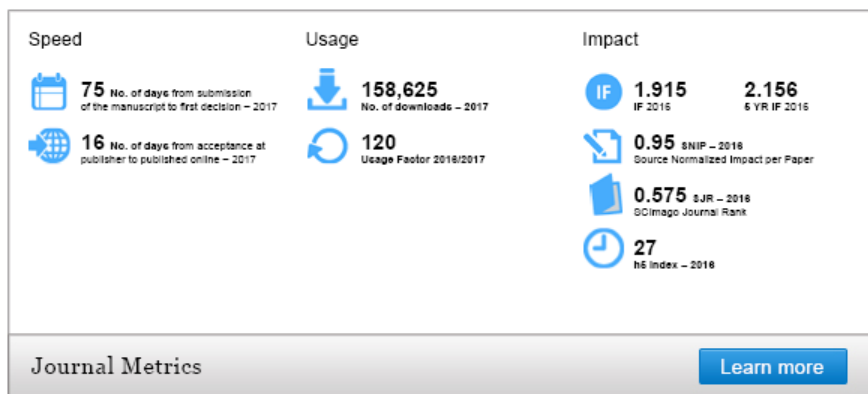 Speed
75 No. of days from submission
of the manuscript to first decision – 2017
16 No. of days from acceptance at
publisher to published online – 2017
Usage
158,625
No. of downloads – 2017
120
Usage Factor 2016/2017
Impact
IF
1.915
IF 2016
2.156
5 YR IF 2016
0.95 SNIP – 2016
Source Normalized Impact per Paper
0.575 SJR – 2016
SCImago Journal Rank
27
h5 Index – 2016
Journal Metrics
Learn more